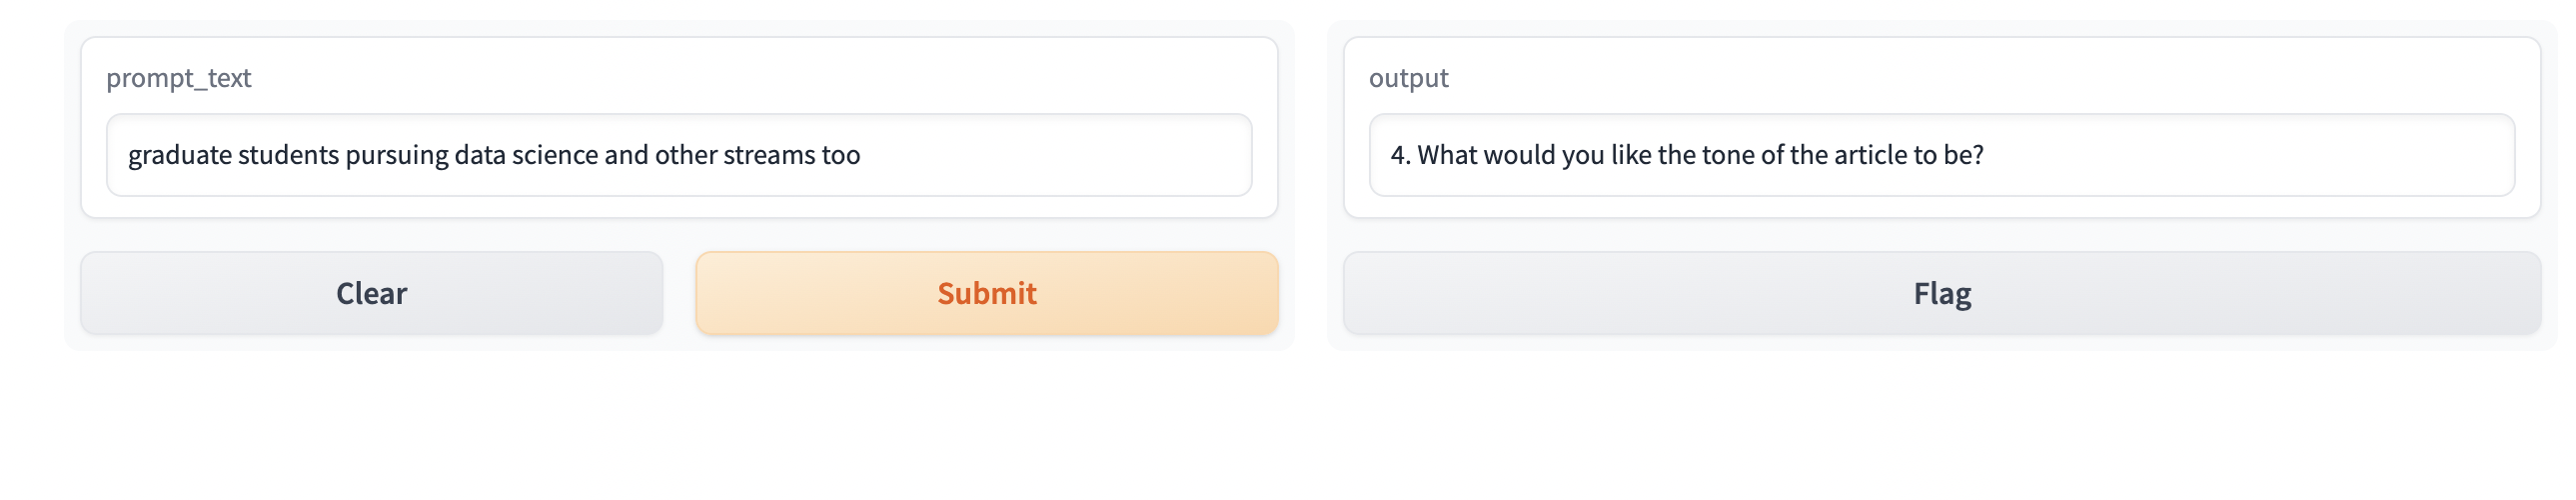 prompt_text
graduate students pursuing data science and other streams too
Clear
Submit
output
4. What would you like the tone of the article to be?
Flag